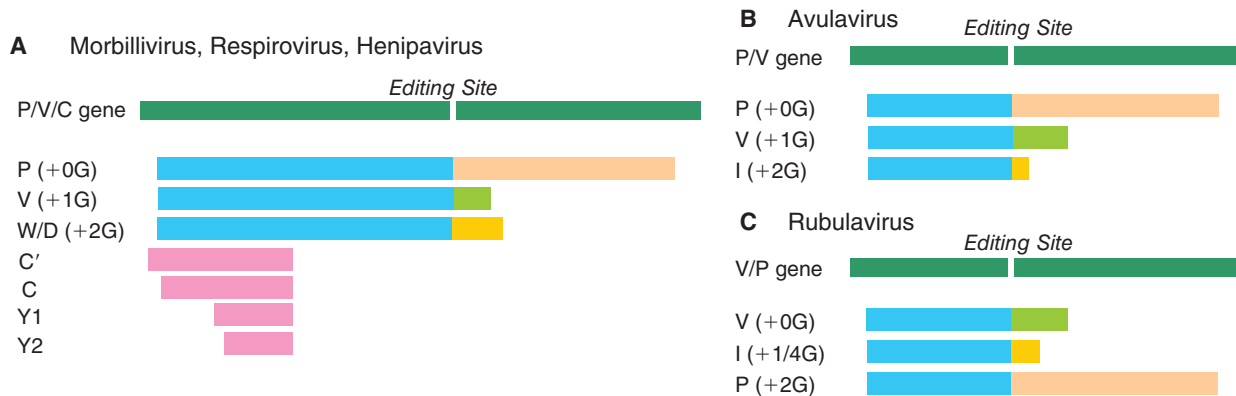 A Morbillivirus, Respirovirus, Henipavirus
Editing Site
P/V/C gene
P (+0G)
V (+1G)
W/D (+2G)
C′
C
Y1
Y2
B Avulavirus
Editing Site
P/V gene
P (+0G)
V (+1G)
I (+2G)
C Rubulavirus
Editing Site
V/P gene
V (+0G)
I (+1/4G)
P (+2G)